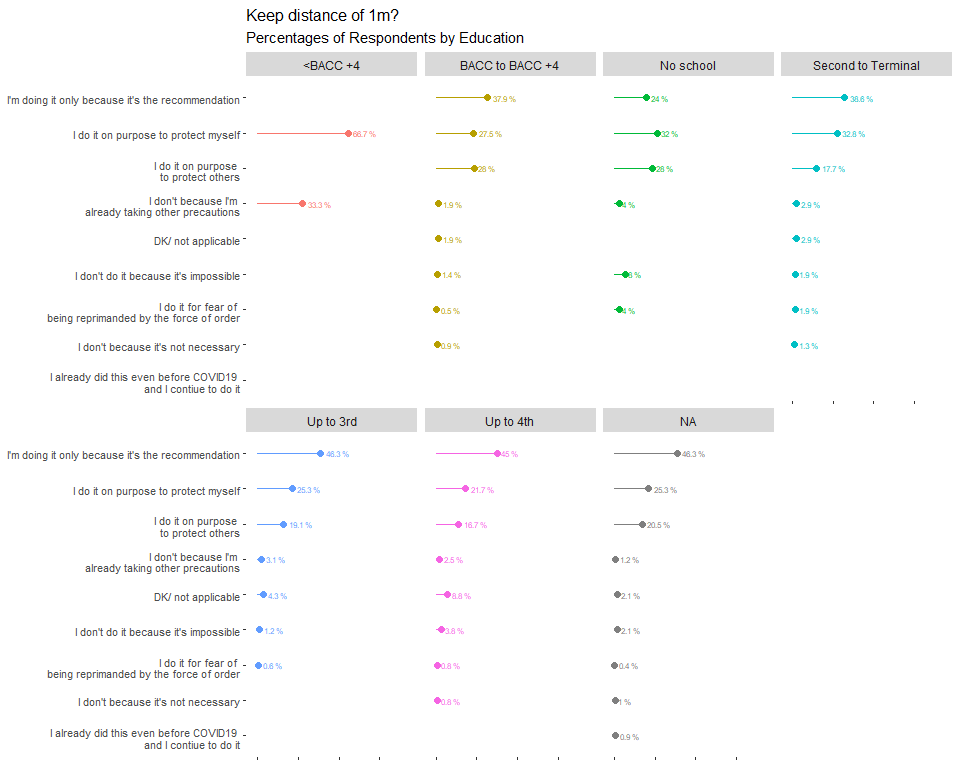 Keep distance of 1m?
Percentages of Respondents by Education
<BACC +4
BACC to BACC +4
No school
Second to Terminal
I'm doing it only because it's the recommendation
37.9 %
24 %
38.6 %
I do it on purpose to protect myself
66.7 %
27.5 %
32 %
32.8 %
I do it on purpose
to protect others
28 %
28 %
17.7 %
I don't because I'm
already taking other precautions
33.3 %
1.9 %
4 %
2.9 %
DK/ not applicable
1.9 %
2.9 %
I don't do it because it's impossible
1.4 %
8 %
1.9 %
I do it for fear of
being reprimanded by the force of order
0.5 %
4 %
1.9 %
I don't because it's not necessary
0.9 %
1.3 %
I already did this even before COVID19
and I contiue to do it
Up to 3rd
Up to 4th
NA
I'm doing it only because it's the recommendation
46.3 %
45 %
46.3 %
I do it on purpose to protect myself
25.3 %
21.7 %
25.3 %
I do it on purpose
to protect others
19.1 %
16.7 %
20.5 %
I don't because I'm
already taking other precautions
3.1 %
2.5 %
1.2 %
DK/ not applicable
4.3 %
8.8 %
2.1 %
I don't do it because it's impossible
1.2 %
3.8 %
2.1 %
I do it for fear of
being reprimanded by the force of order
0.6 %
0.8 %
0.4 %
I don't because it's not necessary
0.8 %
1 %
I already did this even before COVID19
and I contiue to do it
0.9 %